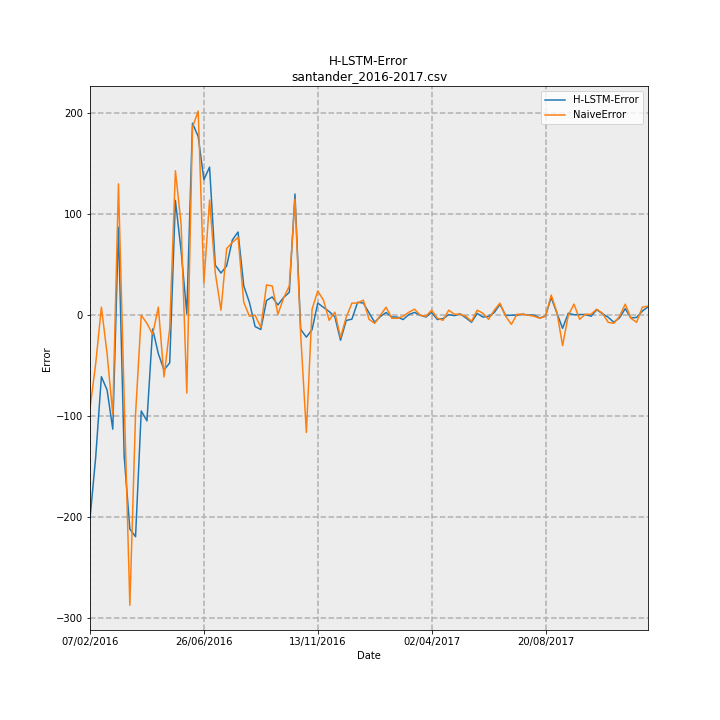 H-LSTM-Error
santander_2016-2017.csv
H-LSTM-Error
NaiveError
200
100
0
−100
−200
−300
Error
07/02/2016 26/06/2016 13/11/2016 02/04/2017 20/08/2017
Date